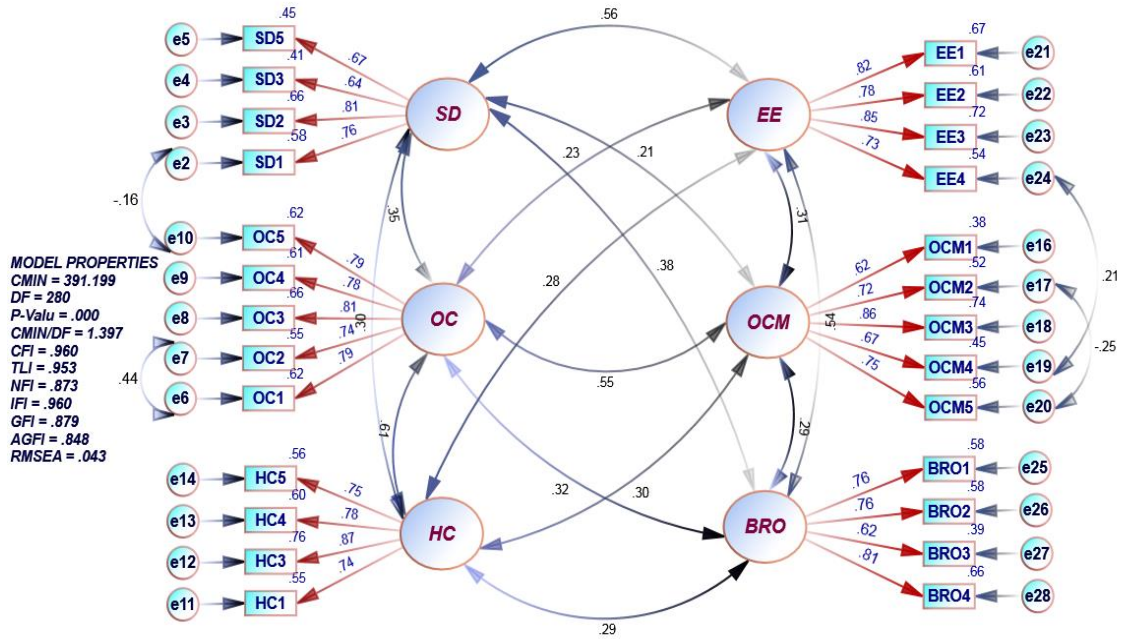 .56
.45
e5 SD5 .67
.41
e4 SD3 .64
.66
e3 SD2 .81
.58
e2 SD1 .76
SD
-.16
.62
e10 OC5 .79
.61
e9 OC4 .78
.66
e8 OC3 .81
.55
e7 OC2 .74
.62
e6 OC1 .79
OC
.44
MODEL PROPERTIES
CMIN = 391.199
DF = 280
P-Valu = .000
CMIN/DF = 1.397
CFI = .960
TLI = .953
NFI = .873
IFI = .960
GFI = .879
AGFI = .848
RMSEA = .043
.56
e14 HC5 .75
.60
e13 HC4 .78
.76
e12 HC3 .87
.55
e11 HC1 .74
HC
.35
.30
.61
.23
.21
.28
.38
.55
.32
.30
.29
.31
.54
.29
EE
.67
.82 EE1 e21
.61
.78 EE2 e22
.72
.85 EE3 e23
.54
.73 EE4 e24
OCM
.38
.62 OCM1 e16
.52
.72 OCM2 e17
.74
.86 OCM3 e18
.45
.67 OCM4 e19
.56
.75 OCM5 e20
.21
-.25
BRO
.58
.76 BRO1 e25
.58
.76 BRO2 e26
.39
.62 BRO3 e27
.66
.81 BRO4 e28